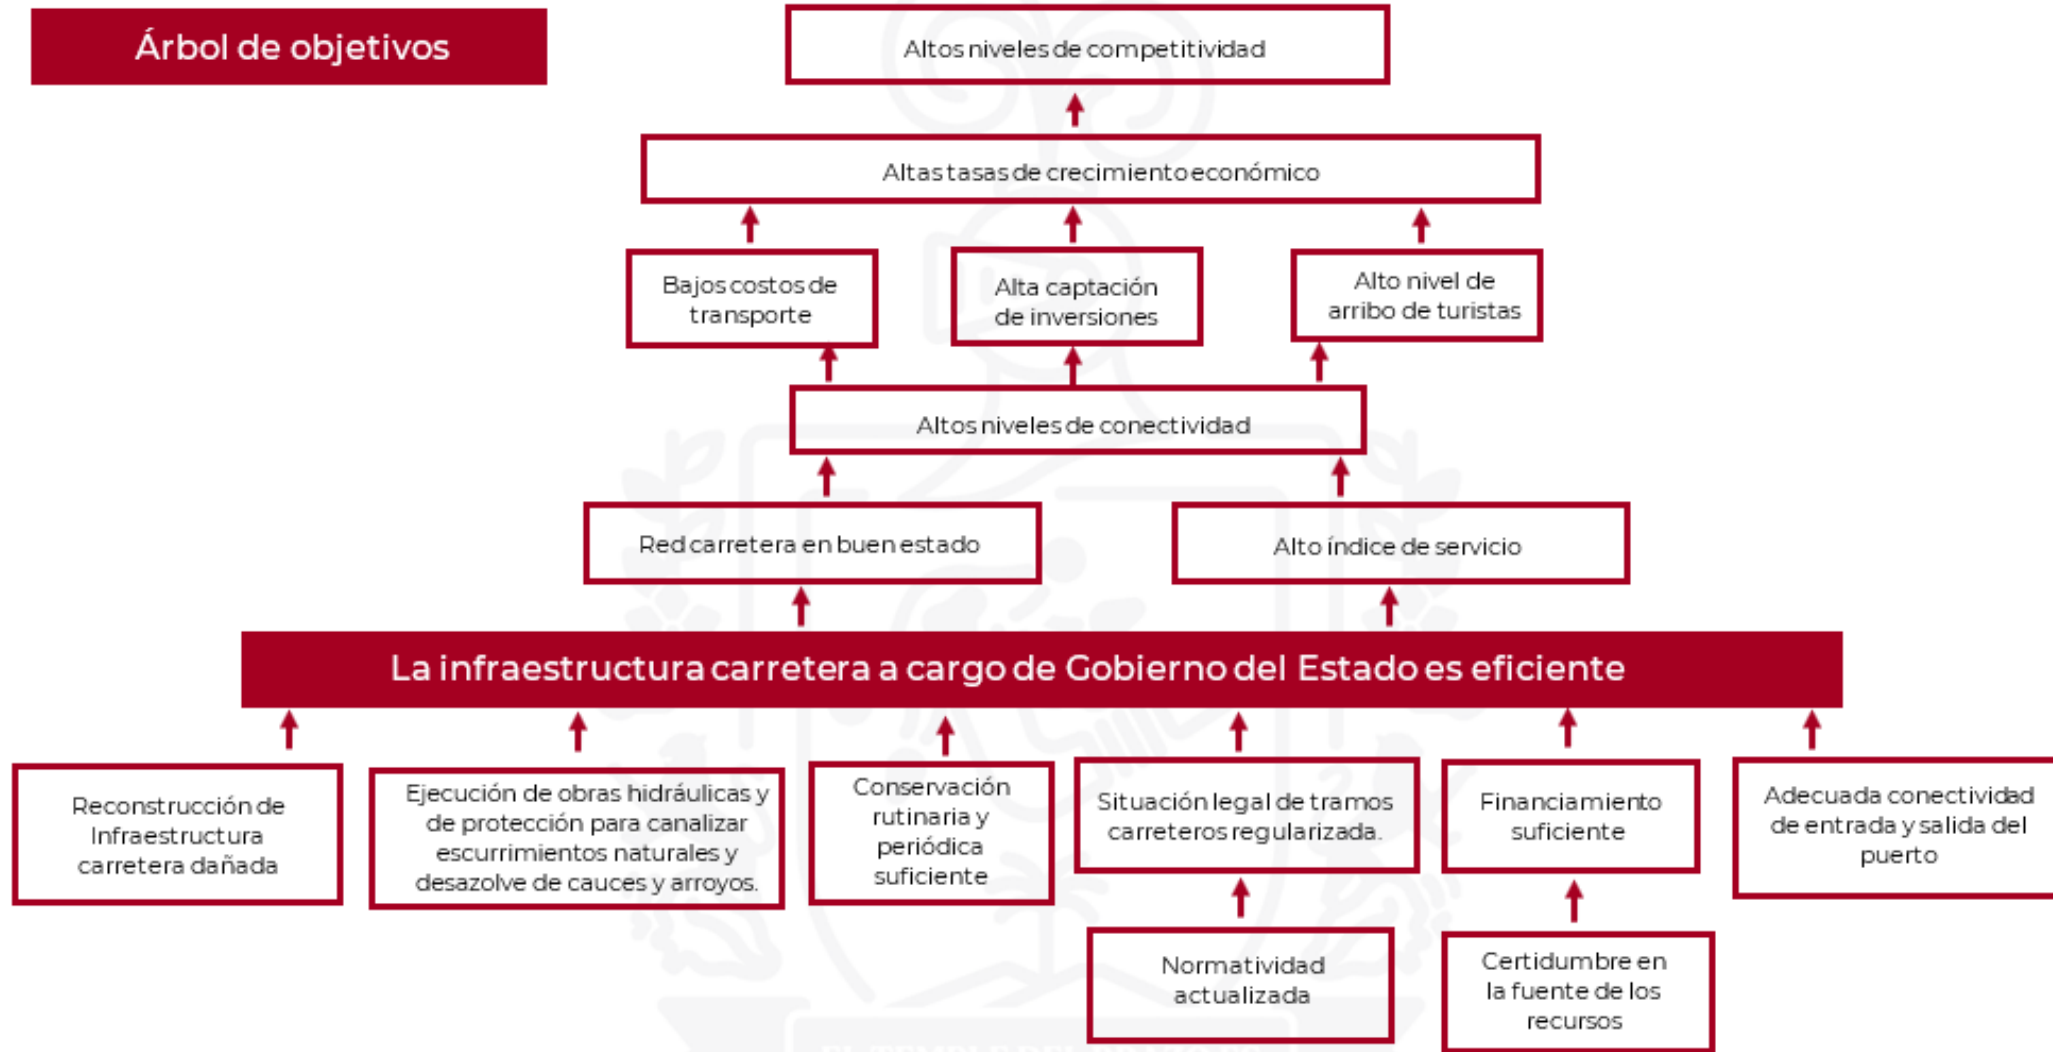 Árbol de objetivos
Altos niveles de competitividad
Altas tasas de crecimiento económico
Bajos costos de
transporte
Alta captación
de inversiones
Alto nivel de
arribo de turistas
Altos niveles de conectividad
Red carretera en buen estado
Alto índice de servicio
La infraestructura carretera a cargo de Gobierno del Estado es eficiente
Reconstrucción de
Infraestructura
carretera dañada
Ejecución de obras hidráulicas y
de protección para canalizar
escurrimientos naturales y
desazolve de cauces y arroyos.
Conservación
rutinaria y
periódica
suficiente
Situación legal de tramos
carreteros regularizada.
Financiamiento
suficiente
Adecuada conectividad
de entrada y salida del
puerto
Normatividad
actualizada
Certidumbre en
la fuente de los
recursos
EL TEMPLE DEL